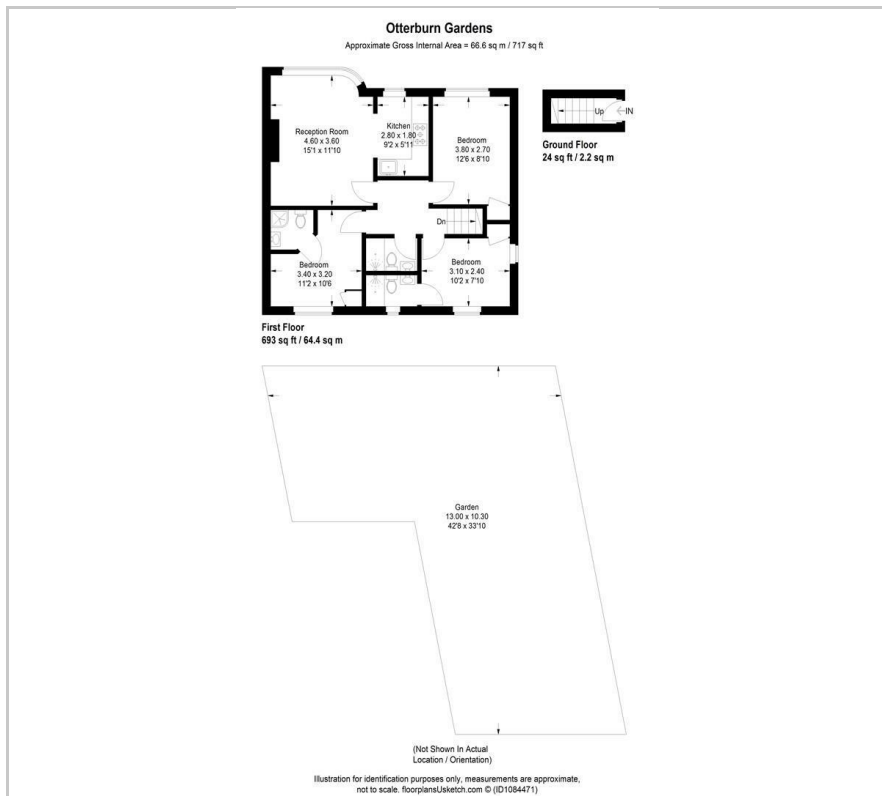 Otterburn Gardens
Approximate Gross Internal Area = 66.6 sq m / 717 sq ft
Reception Room
4.60 x 3.60
15'1 x 11'10
Kitchen
2.80 x 1.80
9'2 x 5'11
Bedroom
3.80 x 2.70
12'6 x 8'10
Up
IN
Ground Floor
24 sq ft / 2.2 sq m
Dn
Bedroom
3.40 x 3.20
11'2 x 10'6
Bedroom
3.10 x 2.40
10'2 x 7'10
First Floor
693 sq ft / 64.4 sq m
Garden
13.00 x 10.30
42'8 x 33'10
(Not Shown In Actual
Location / Orientation)
Illustration for identification purposes only, measurements are approximate,
not to scale. floorplansUsketch.com © (ID1084471)